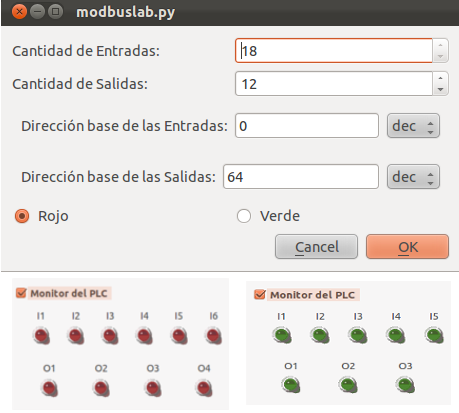 modbuslab.py
Cantidad de Entradas: 18
Cantidad de Salidas: 12
Dirección base de las Entradas: 0 dec
Dirección base de las Salidas: 64 dec
Rojo Verde
Cancel OK
Monitor del PLC
I1 I2 I3 I4 I5 I6
O1 O2 O3 O4
Monitor del PLC
I1 I2 I3 I4 I5
O1 O2 O3